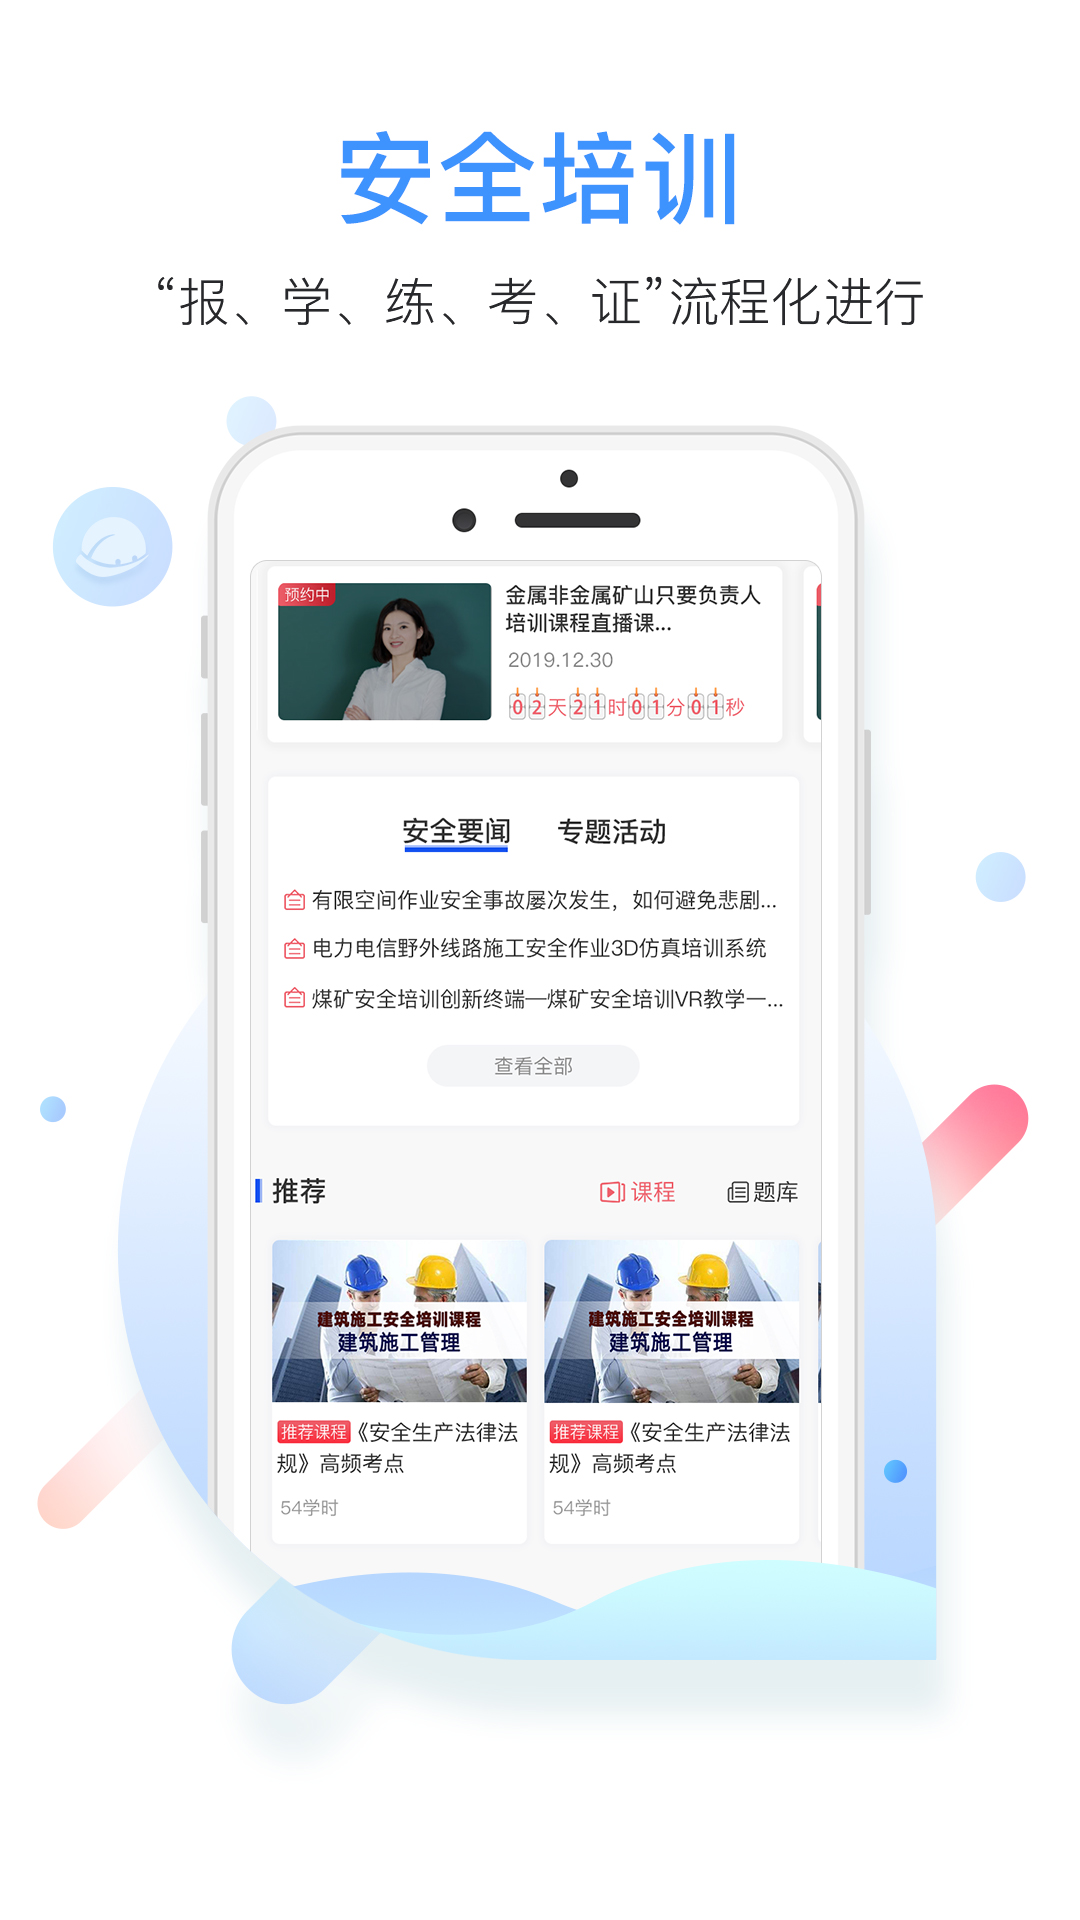 安全培训
“报、学、练、考、证”流程化进行
预约中
金属非金属矿山只要负责人
培训课程直播课...
2019.12.30
02天21时01分01秒
安全要闻
专题活动
有限空间作业安全事故屡次发生，如何避免悲剧...
电力电信野外线路施工安全作业3D仿真培训系统
煤矿安全培训创新终端—煤矿安全培训VR教学一...
查看全部
推荐
课程
题库
建筑施工安全培训课程
建筑施工管理
建筑施工安全培训课程
建筑施工管理
推荐课程《安全生产法律法
规》高频考点
54学时
推荐课程《安全生产法律法
规》高频考点
54学时